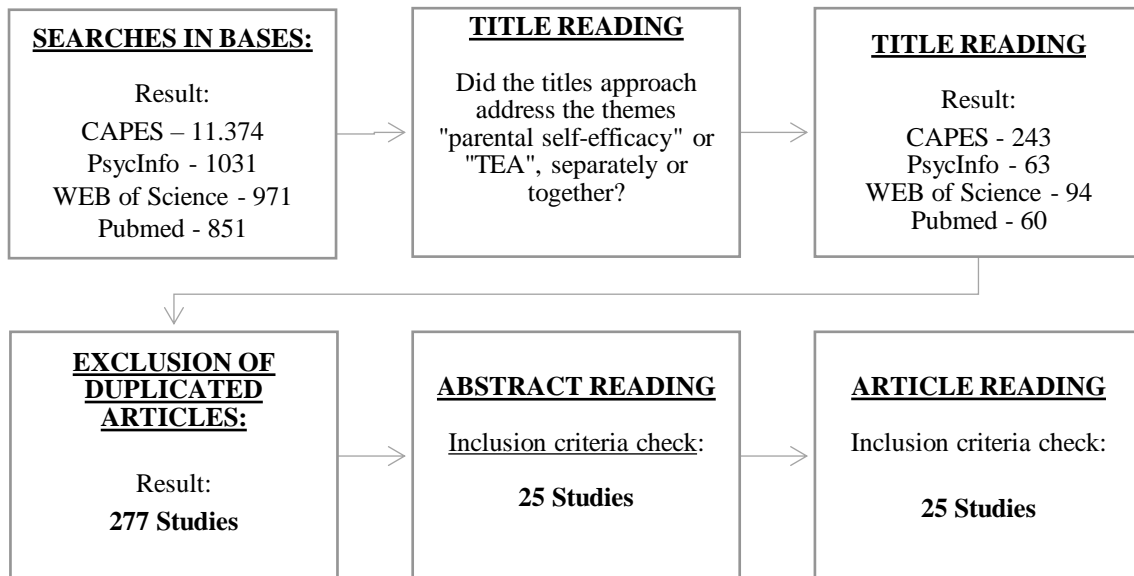 SEARCHES IN BASES:
Result:
CAPES – 11.374
PsycInfo - 1031
WEB of Science - 971
Pubmed - 851
TITLE READING
Did the titles approach
address the themes
"parental self-efficacy" or
"TEA", separately or
together?
TITLE READING
Result:
CAPES - 243
PsycInfo - 63
WEB of Science - 94
Pubmed - 60
EXCLUSION OF
DUPLICATED
ARTICLES:
Result:
277 Studies
ABSTRACT READING
Inclusion criteria check:
25 Studies
ARTICLE READING
Inclusion criteria check:
25 Studies